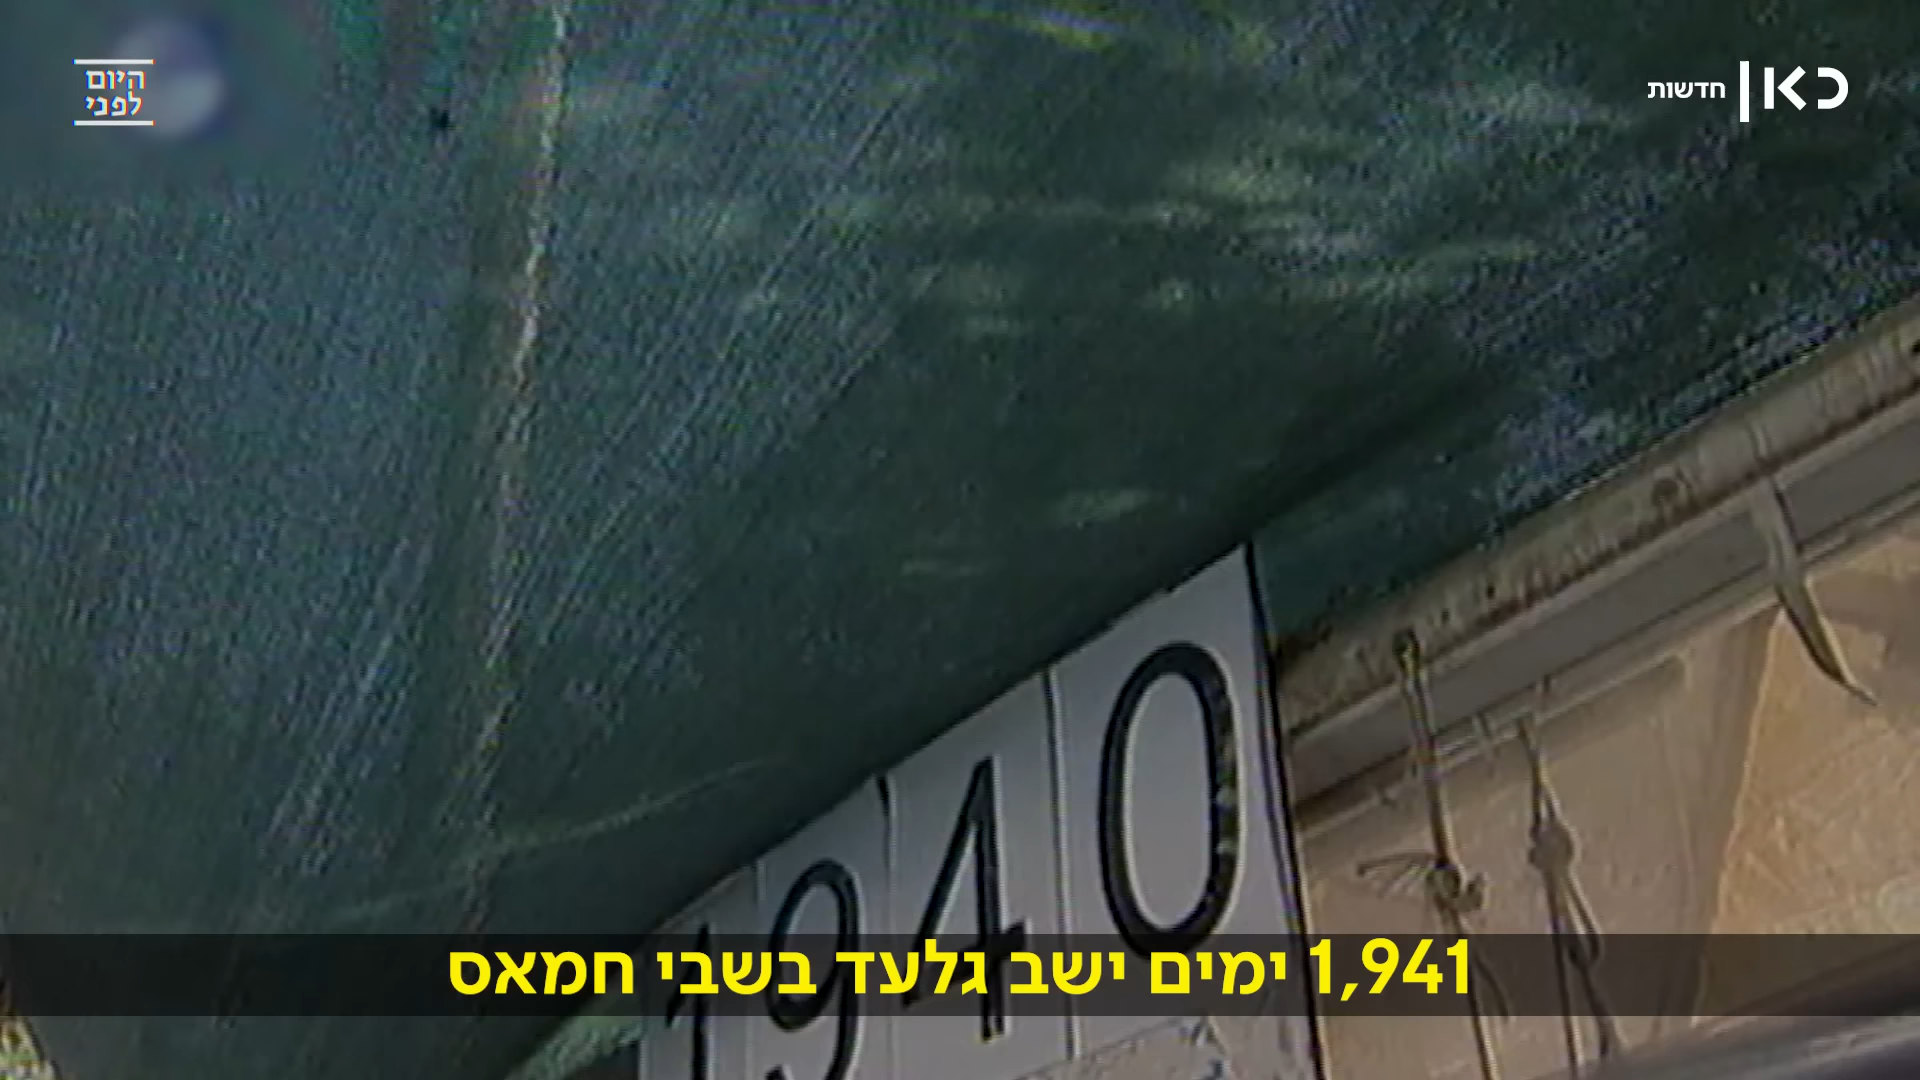 היום
לפני
כאן | חדשות
1940
1,941 ימים ישב גלעד בשבי חמאס